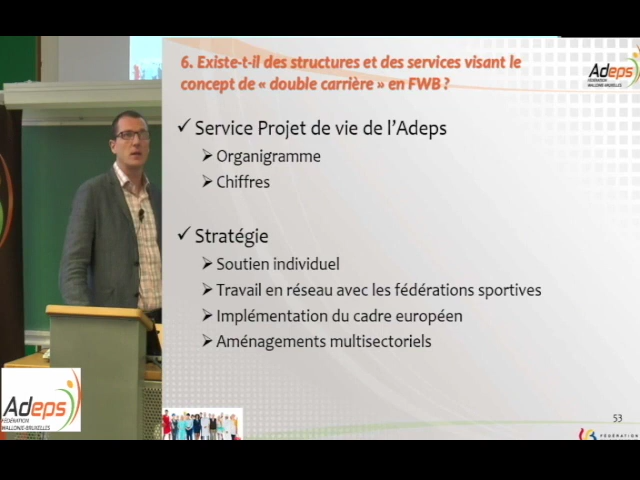 6. Existe-t-il des structures et des services visant le
concept de « double carrière » en FWB ?
Adeps
FÉDÉRATION
WALLONIE-BRUXELLES
✓ Service Projet de vie de l'Adeps
➢ Organigramme
➢ Chiffres
✓ Stratégie
➢ Soutien individuel
➢ Travail en réseau avec les fédérations sportives
➢ Implémentation du cadre européen
➢ Aménagements multisectoriels
Adeps
FÉDÉRATION
WALLONIE-BRUXELLES
53
FÉDÉRATION